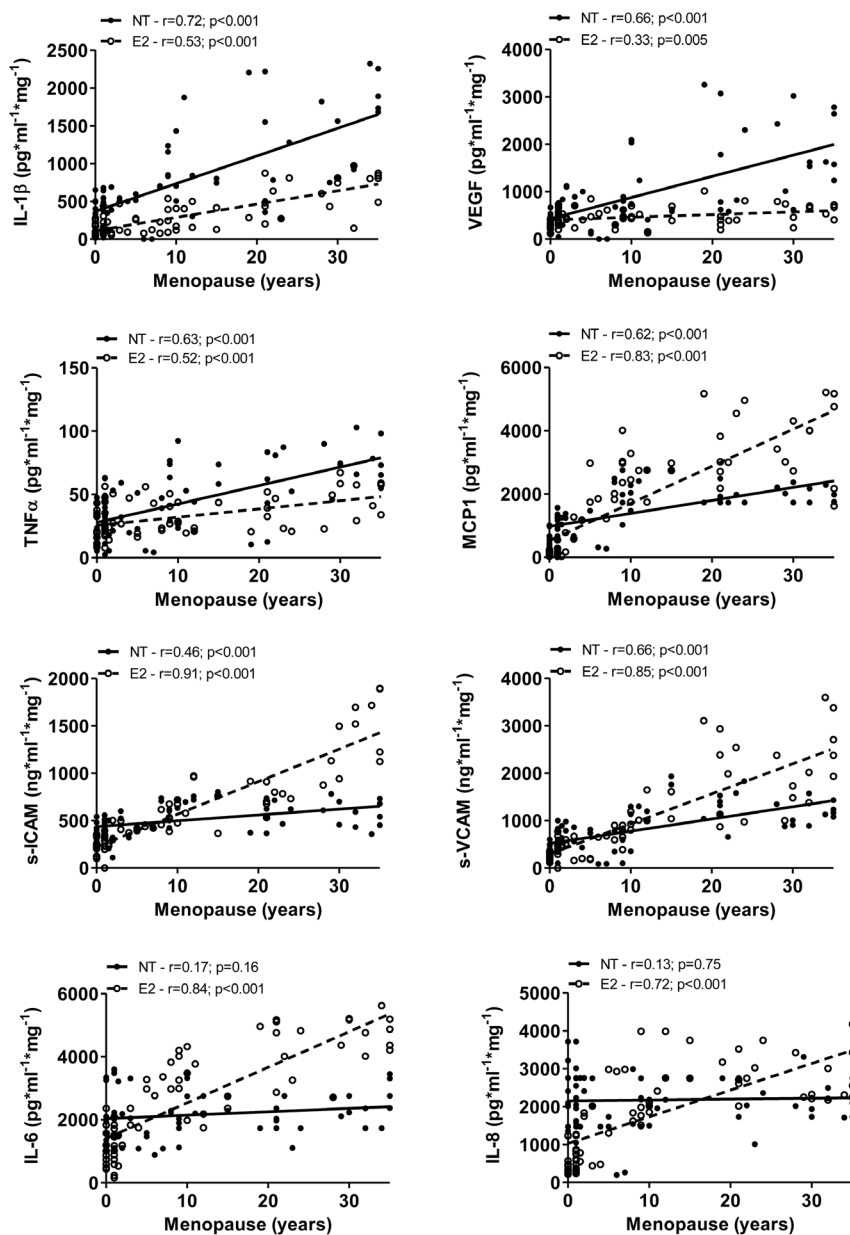 NT - r=0.72; p<0.001
E2 - r=0.53; p<0.001
2500
2000
1500
1000
500
0
IL-1β (pg*ml-1*mg-1)
0 10 20 30
Menopause (years)
NT - r=0.66; p<0.001
E2 - r=0.33; p=0.005
4000
3000
2000
1000
0
VEGF (pg*ml-1*mg-1)
0 10 20 30
Menopause (years)
NT - r=0.63; p<0.001
E2 - r=0.52; p<0.001
150
100
50
0
TNFα (pg*ml-1*mg-1)
0 10 20 30
Menopause (years)
NT - r=0.62; p<0.001
E2 - r=0.83; p<0.001
6000
4000
2000
0
MCP1 (pg*ml-1*mg-1)
0 10 20 30
Menopause (years)
NT - r=0.46; p<0.001
E2 - r=0.91; p<0.001
2000
1500
1000
500
0
s-ICAM (ng*ml-1*mg-1)
0 10 20 30
Menopause (years)
NT - r=0.66; p<0.001
E2 - r=0.85; p<0.001
4000
3000
2000
1000
0
s-VCAM (ng*ml-1*mg-1)
0 10 20 30
Menopause (years)
NT - r=0.17; p=0.16
E2 - r=0.84; p<0.001
6000
4000
2000
0
IL-6 (pg*ml-1*mg-1)
0 10 20 30
Menopause (years)
NT - r=0.13; p=0.75
E2 - r=0.72; p<0.001
5000
4000
3000
2000
1000
0
IL-8 (pg*ml-1*mg-1)
0 10 20 30
Menopause (years)